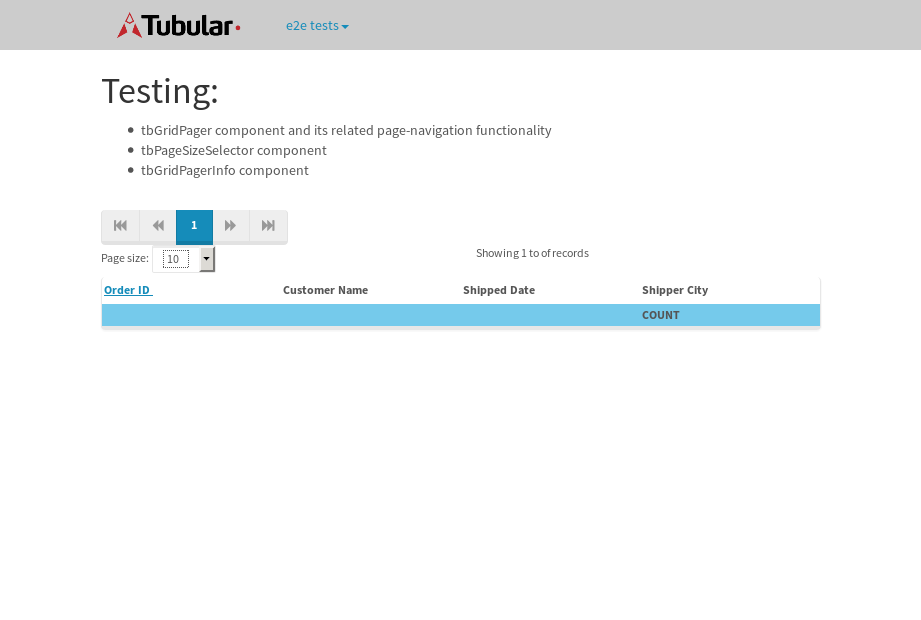 Tubular
e2e tests
Testing:
tbGridPager component and its related page-navigation functionality
tbPageSizeSelector component
tbGridPagerInfo component
1
Page size: 10
Showing 1 to of records
Order ID Customer Name Shipped Date Shipper City
COUNT